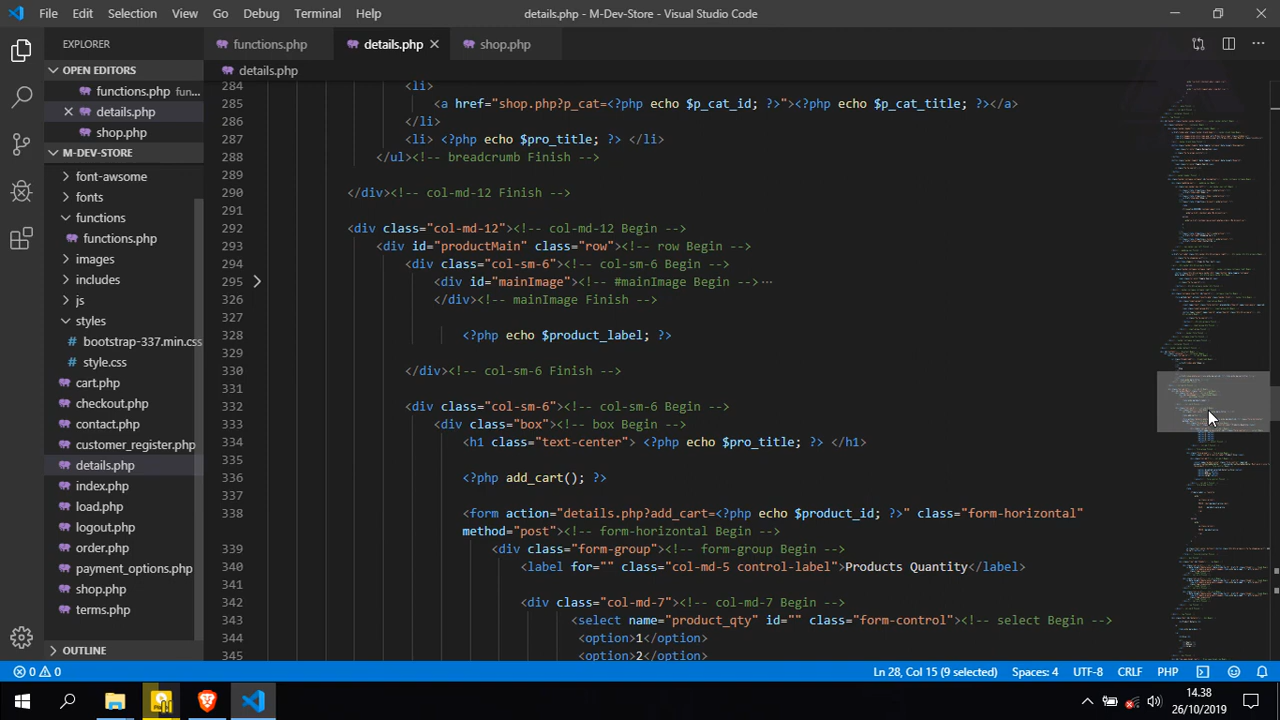 File Edit Selection View Go Debug Terminal Help
details.php - M-Dev-Store - Visual Studio Code
EXPLORER
functions.php
details.php
shop.php
OPEN EDITORS
functions.php fun...
details.php
shop.php
M-DEV-STORE
font-awsome
fonts
functions
functions.php
images
includes
js
styles
bootstrap-337.min.css
style.css
cart.php
checkout.php
customer_register.php
details.php
index.php
load.php
logout.php
order.php
payment_options.php
shop.php
terms.php
OUTLINE
details.php
284 <li>
285 <a href="shop.php?p_cat=<?php echo $p_cat_id; ?>"><?php echo $p_cat_title; ?></a>
286 </li>
287 <li> <?php echo $pro_title; ?> </li>
288 </ul><!-- breadcrumb Finish -->
289
290 </div><!-- col-md-12 Finish -->
291
292 <div class="col-md-12"><!-- col-md-12 Begin -->
293 <div id="productMain" class="row"><!-- row Begin -->
294 <div class="col-sm-6"><!-- col-sm-6 Begin -->
295 <div id="mainImage"><!-- #mainImage Begin --> ...
326 </div><!-- mainImage Finish -->
327
328 <?php echo $product_label; ?>
329
330 </div><!-- col-sm-6 Finish -->
331
332 <div class="col-sm-6"><!-- col-sm-6 Begin -->
333 <div class="box"><!-- box Begin -->
334 <h1 class="text-center"> <?php echo $pro_title; ?> </h1>
335
336 <?php add_cart(); ?>
337
338 <form action="details.php?add_cart=<?php echo $product_id; ?>" class="form-horizontal"
method="post"><!-- form-horizontal Begin -->
339 <div class="form-group"><!-- form-group Begin -->
340 <label for="" class="col-md-5 control-label">Products Quantity</label>
341
342 <div class="col-md-7"><!-- col-md-7 Begin -->
343 <select name="product_qty" id="" class="form-control"><!-- select Begin -->
344 <option>1</option>
345 <option>2</option>
0 0
Ln 28, Col 15 (9 selected) Spaces: 4 UTF-8 CRLF PHP
14.38
26/10/2019